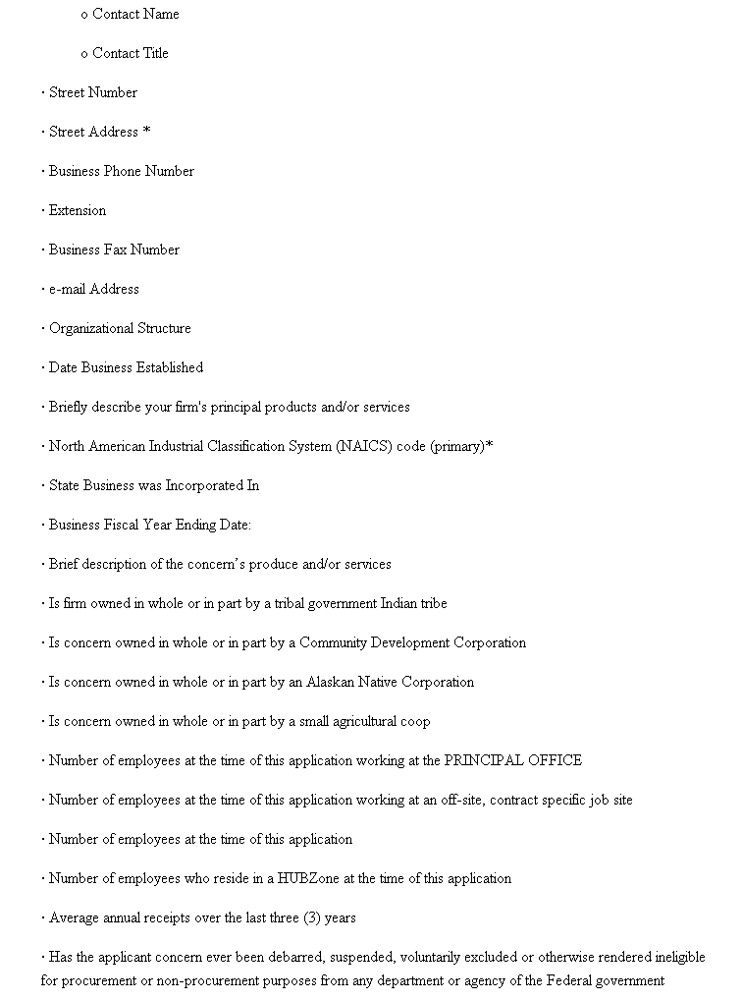 o Contact Name
o Contact Title
· Street Number
· Street Address *
· Business Phone Number
· Extension
· Business Fax Number
· e-mail Address
· Organizational Structure
· Date Business Established
· Briefly describe your firm's principal products and/or services
· North American Industrial Classification System (NAICS) code (primary)*
· State Business was Incorporated In
· Business Fiscal Year Ending Date:
· Brief description of the concern’s produce and/or services
· Is firm owned in whole or in part by a tribal government Indian tribe
· Is concern owned in whole or in part by a Community Development Corporation
· Is concern owned in whole or in part by an Alaskan Native Corporation
· Is concern owned in whole or in part by a small agricultural coop
· Number of employees at the time of this application working at the PRINCIPAL OFFICE
· Number of employees at the time of this application working at an off-site, contract specific job site
· Number of employees at the time of this application
· Number of employees who reside in a HUBZone at the time of this application
· Average annual receipts over the last three (3) years
· Has the applicant concern ever been debarred, suspended, voluntarily excluded or otherwise rendered ineligible
for procurement or non-procurement purposes from any department or agency of the Federal government